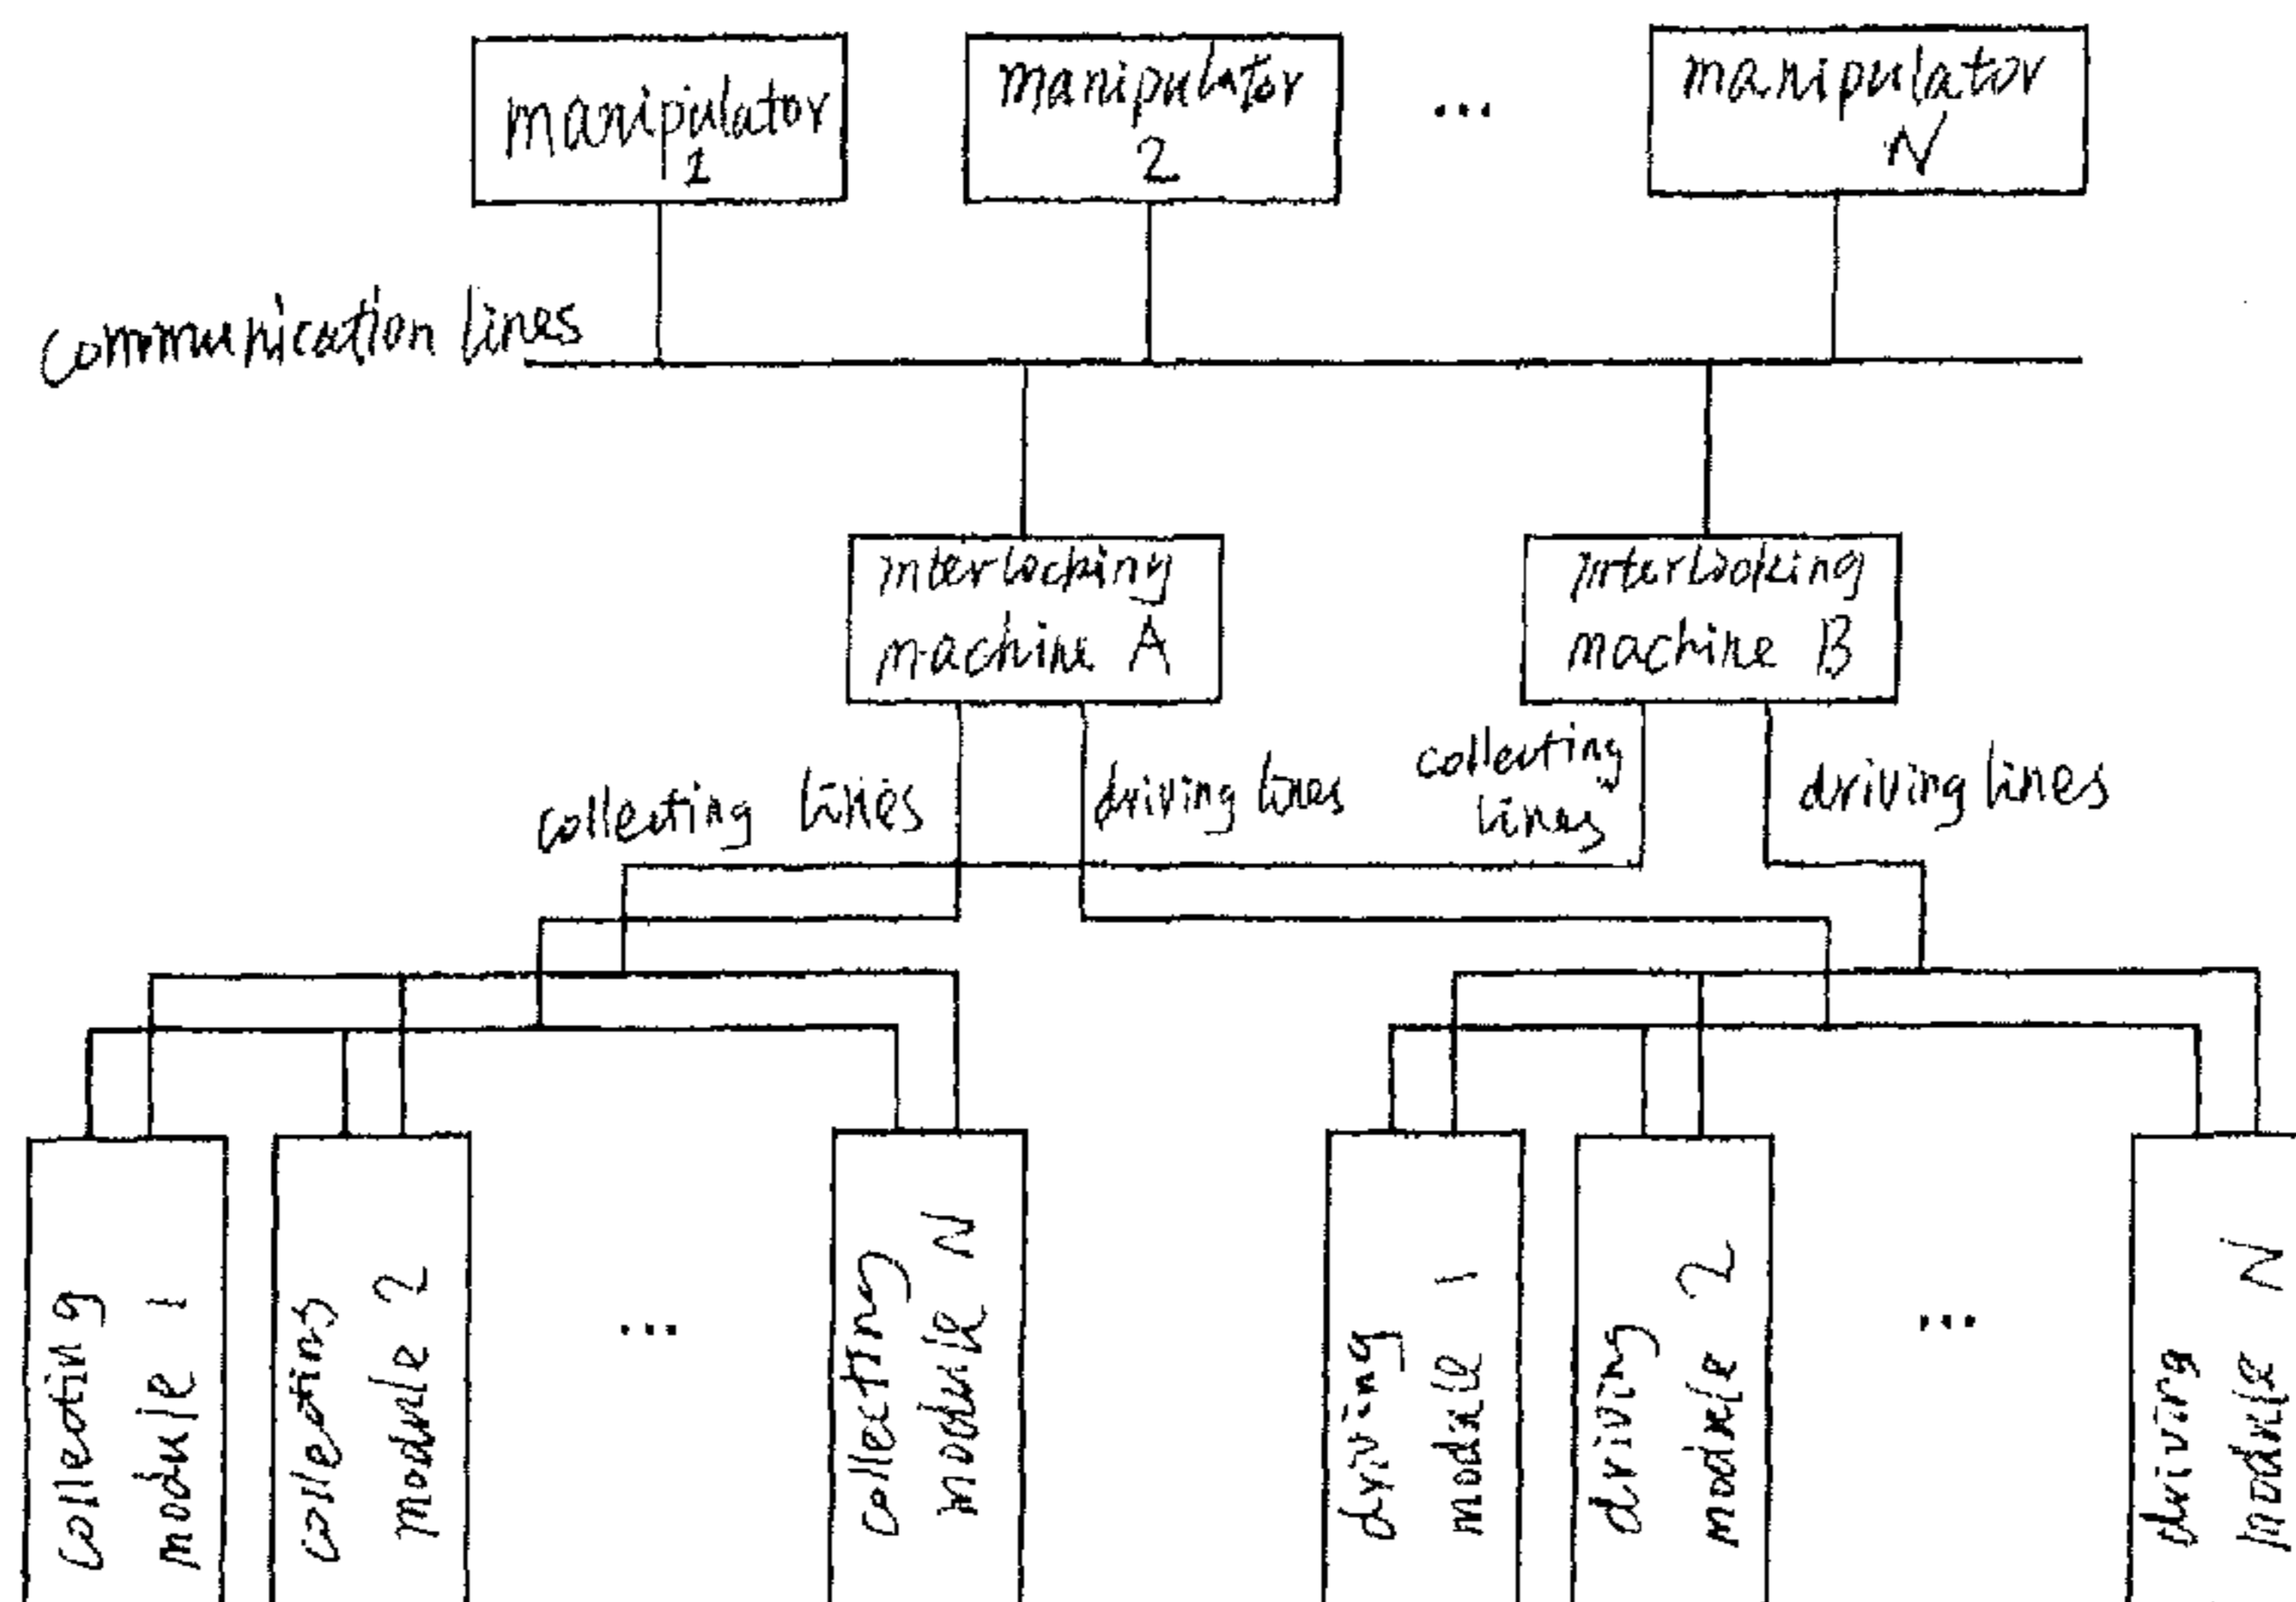 manipulator
1
manipulator
2
...
manipulator
N
communication lines
interlocking
machine A
interlocking
machine B
collecting lines
driving lines
collecting
lines
driving lines
collecting
module 1
collecting
module 2
...
collecting
module N
driving
module 1
driving
module 2
...
driving
module N